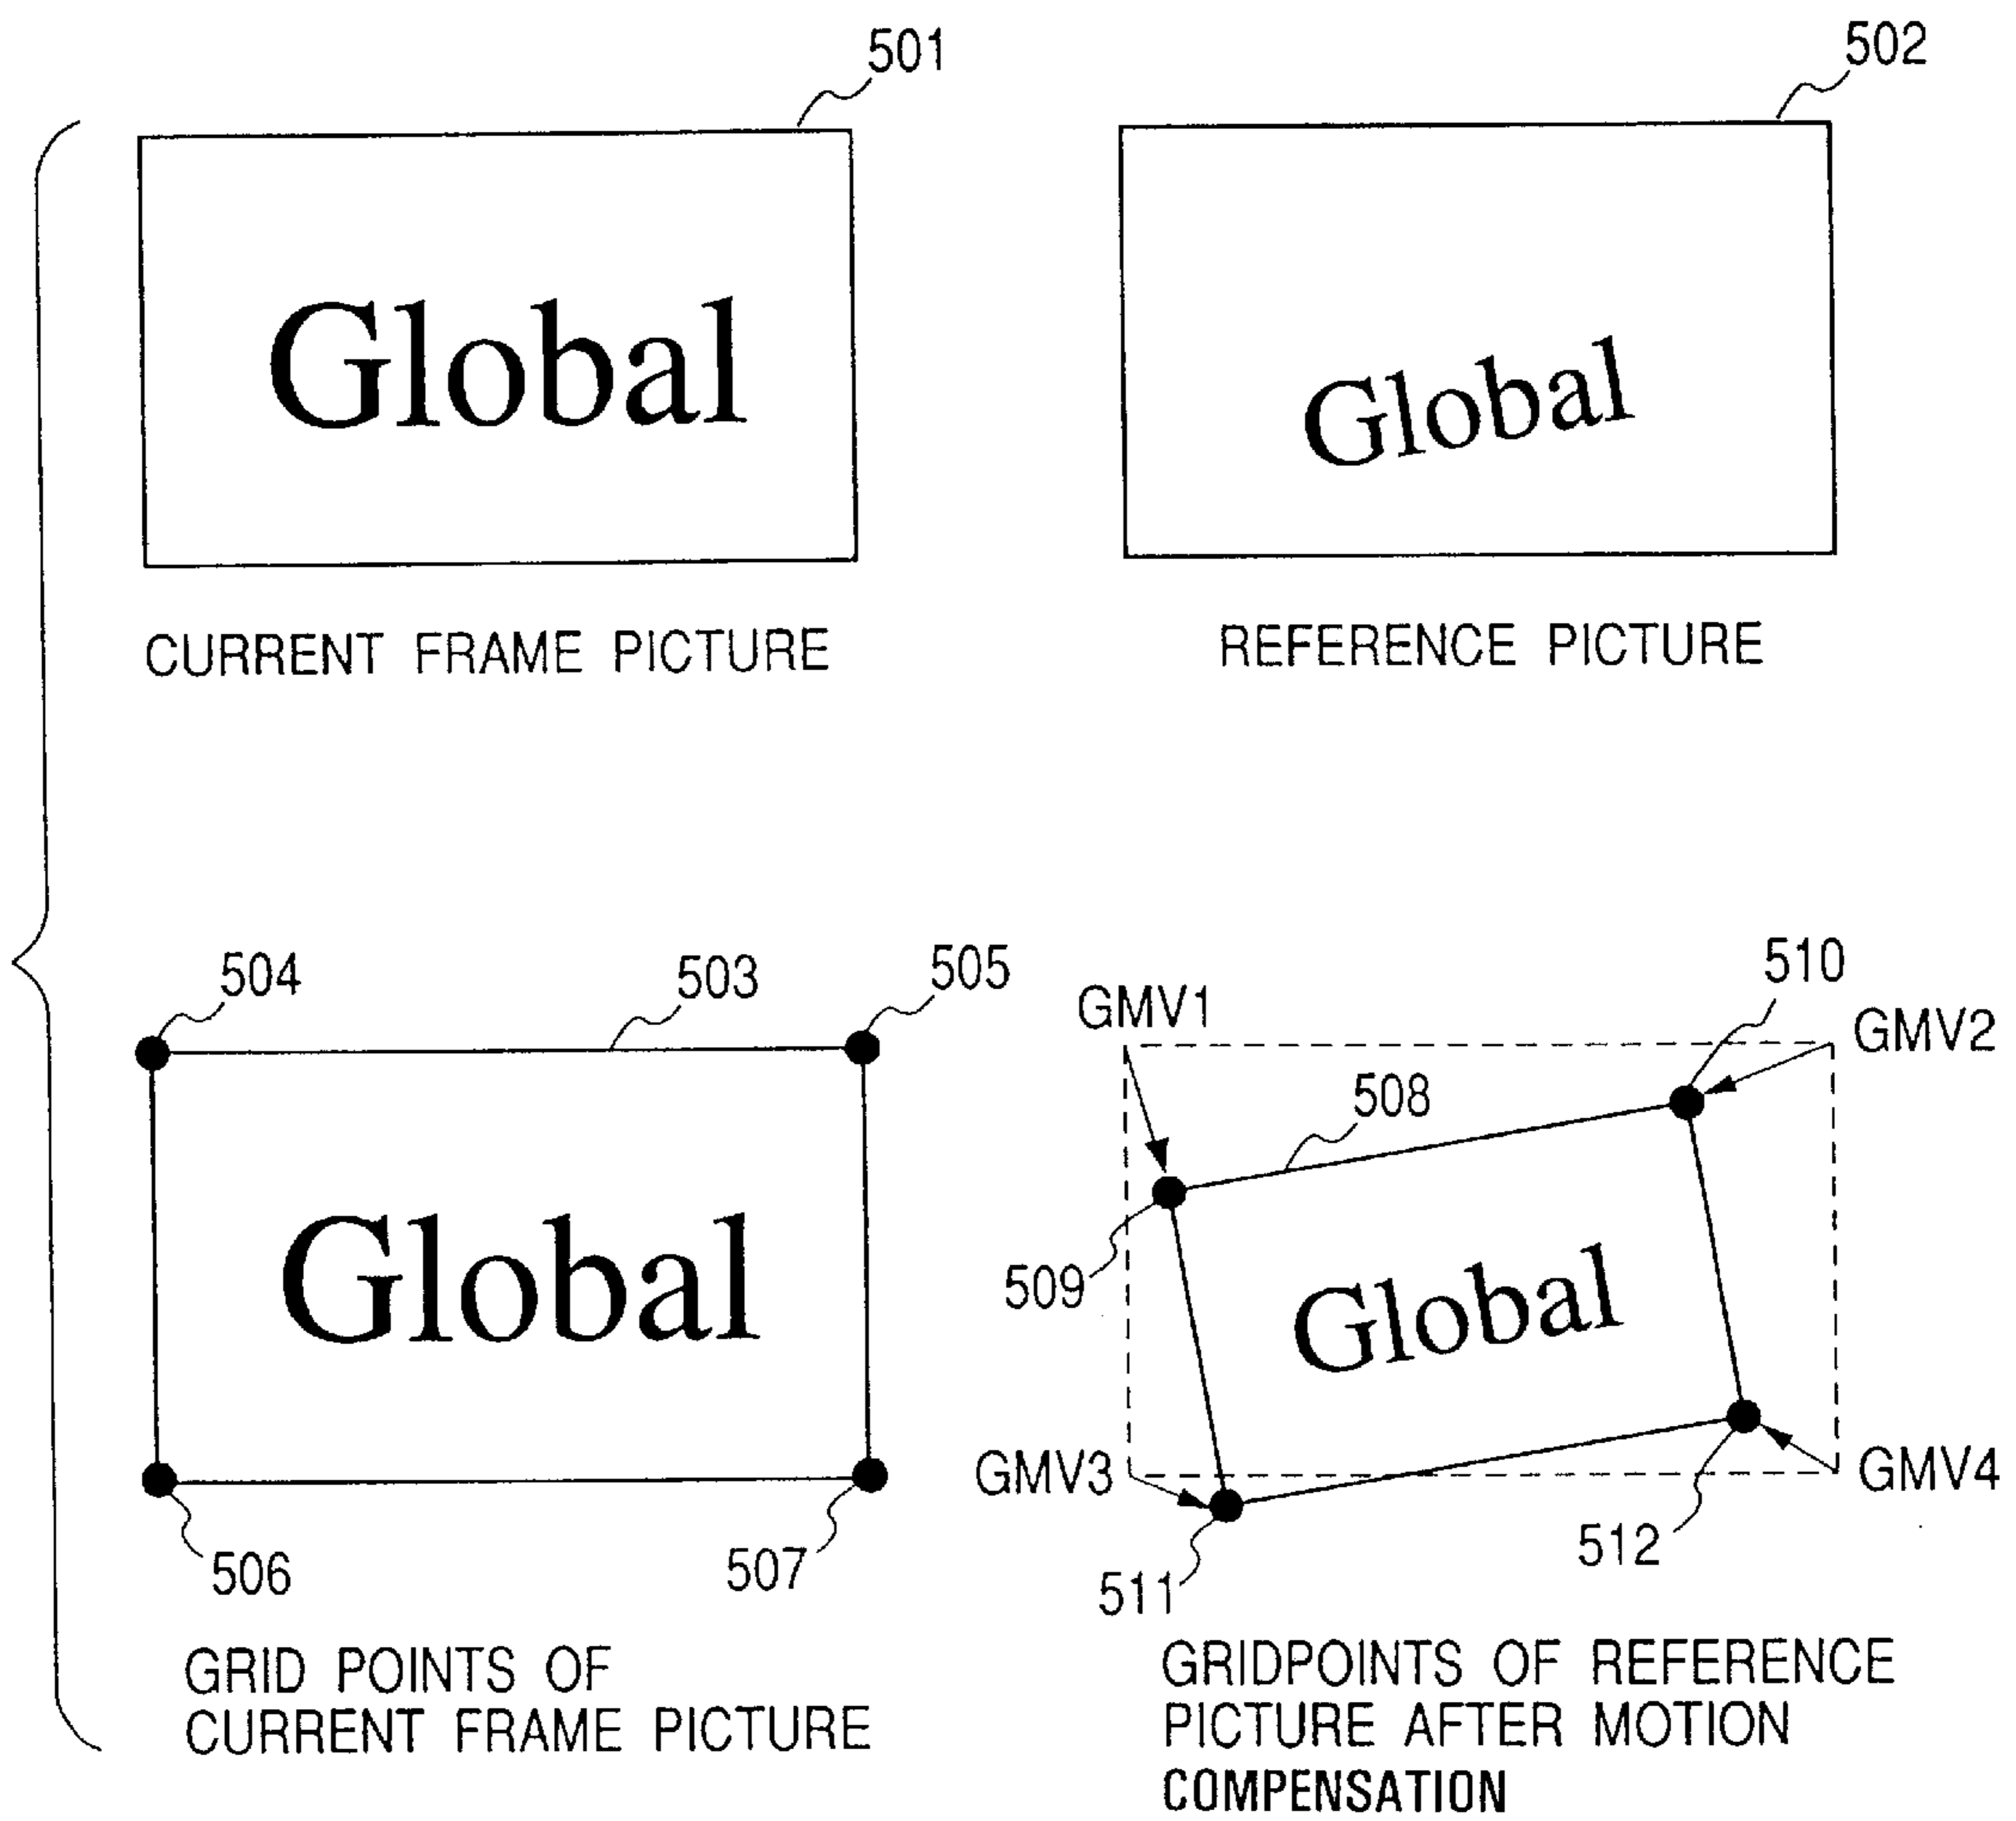 501
502
Global
Global
CURRENT FRAME PICTURE
REFERENCE PICTURE
504
503
505
510
GMV1
GMV2
508
Global
509
Global
GMV3
GMV4
506
507
511
512
GRID POINTS OF
CURRENT FRAME PICTURE
GRIDPOINTS OF REFERENCE
PICTURE AFTER MOTION
COMPENSATION